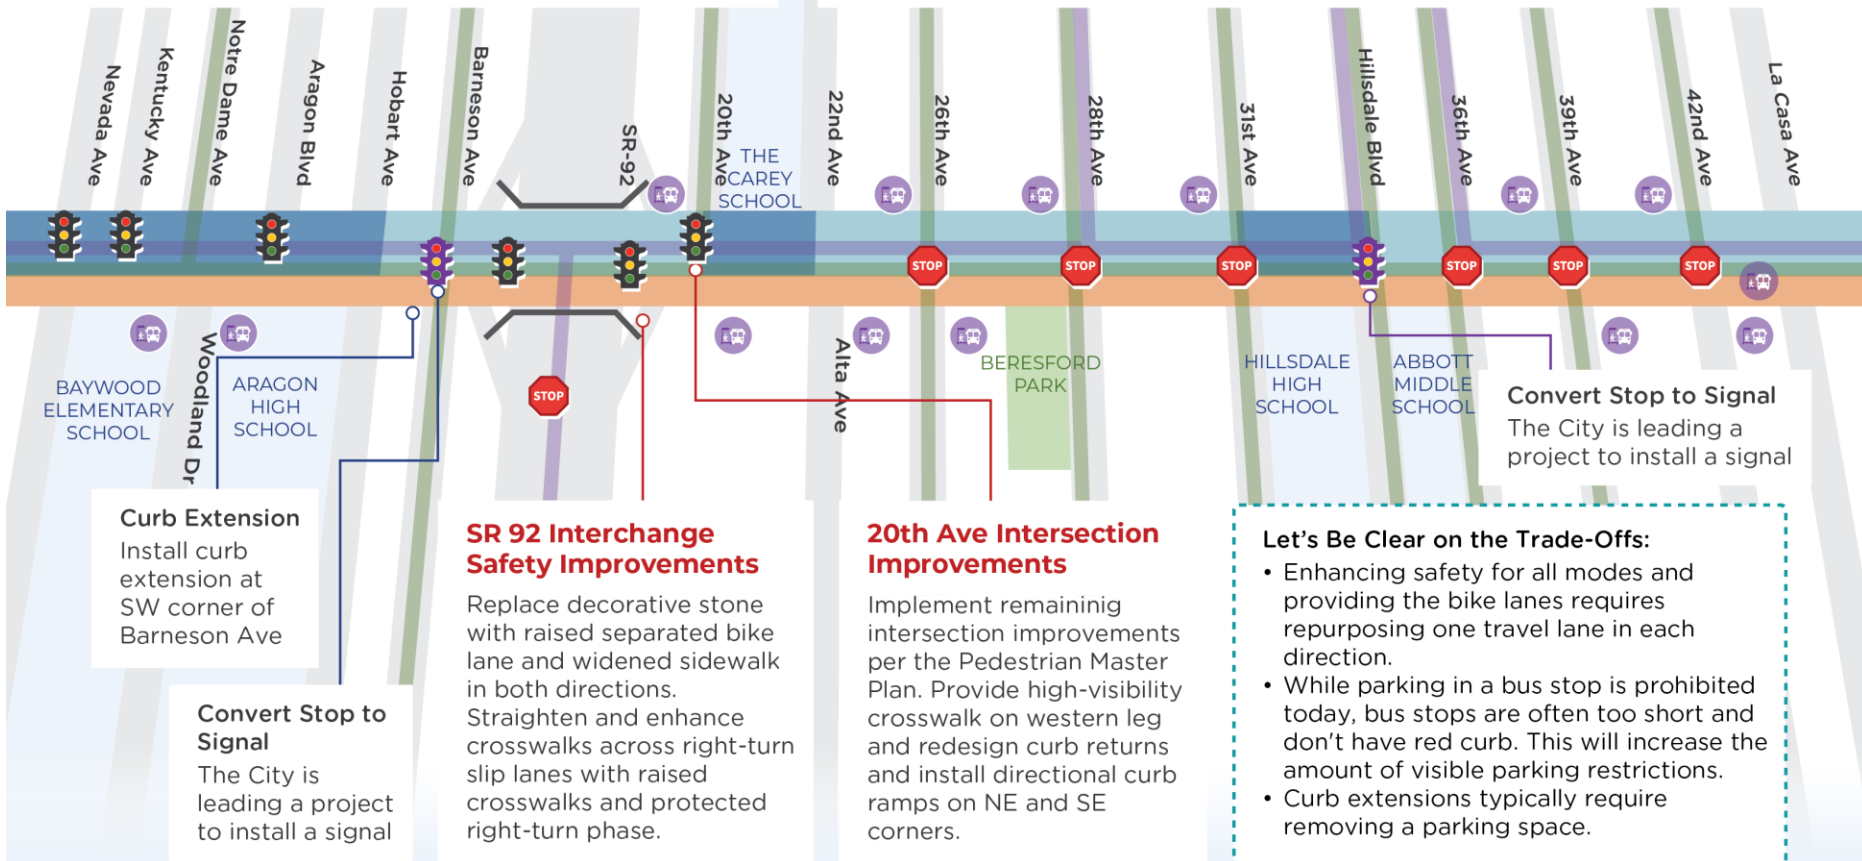 Nevada Ave
Kentucky Ave
Notre Dame Ave
Aragon Blvd
Hobart Ave
Barneson Ave
SR-92
20th Ave
22nd Ave
26th Ave
28th Ave
31st Ave
Hillsdale Blvd
36th Ave
39th Ave
42nd Ave
La Casa Ave
THE
CAREY
SCHOOL
STOP
STOP
STOP
STOP
STOP
STOP
BAYWOOD
ELEMENTARY
SCHOOL
Woodland Dr
ARAGON
HIGH
SCHOOL
STOP
Alta Ave
BERESFORD
PARK
HILLSDALE
HIGH
SCHOOL
ABBOTT
MIDDLE
SCHOOL
Convert Stop to Signal
The City is leading a
project to install a signal
Curb Extension
Install curb
extension at
SW corner of
Barneson Ave
Convert Stop to
Signal
The City is
leading a project
to install a signal
SR 92 Interchange
Safety Improvements
Replace decorative stone
with raised separated bike
lane and widened sidewalk
in both directions.
Straighten and enhance
crosswalks across right-turn
slip lanes with raised
crosswalks and protected
right-turn phase.
20th Ave Intersection
Improvements
Implement remaininig
intersection improvements
per the Pedestrian Master
Plan. Provide high-visibility
crosswalk on western leg
and redesign curb returns
and install directional curb
ramps on NE and SE
corners.
Let's Be Clear on the Trade-Offs:
• Enhancing safety for all modes and
providing the bike lanes requires
repurposing one travel lane in each
direction.
• While parking in a bus stop is prohibited
today, bus stops are often too short and
don't have red curb. This will increase the
amount of visible parking restrictions.
• Curb extensions typically require
removing a parking space.